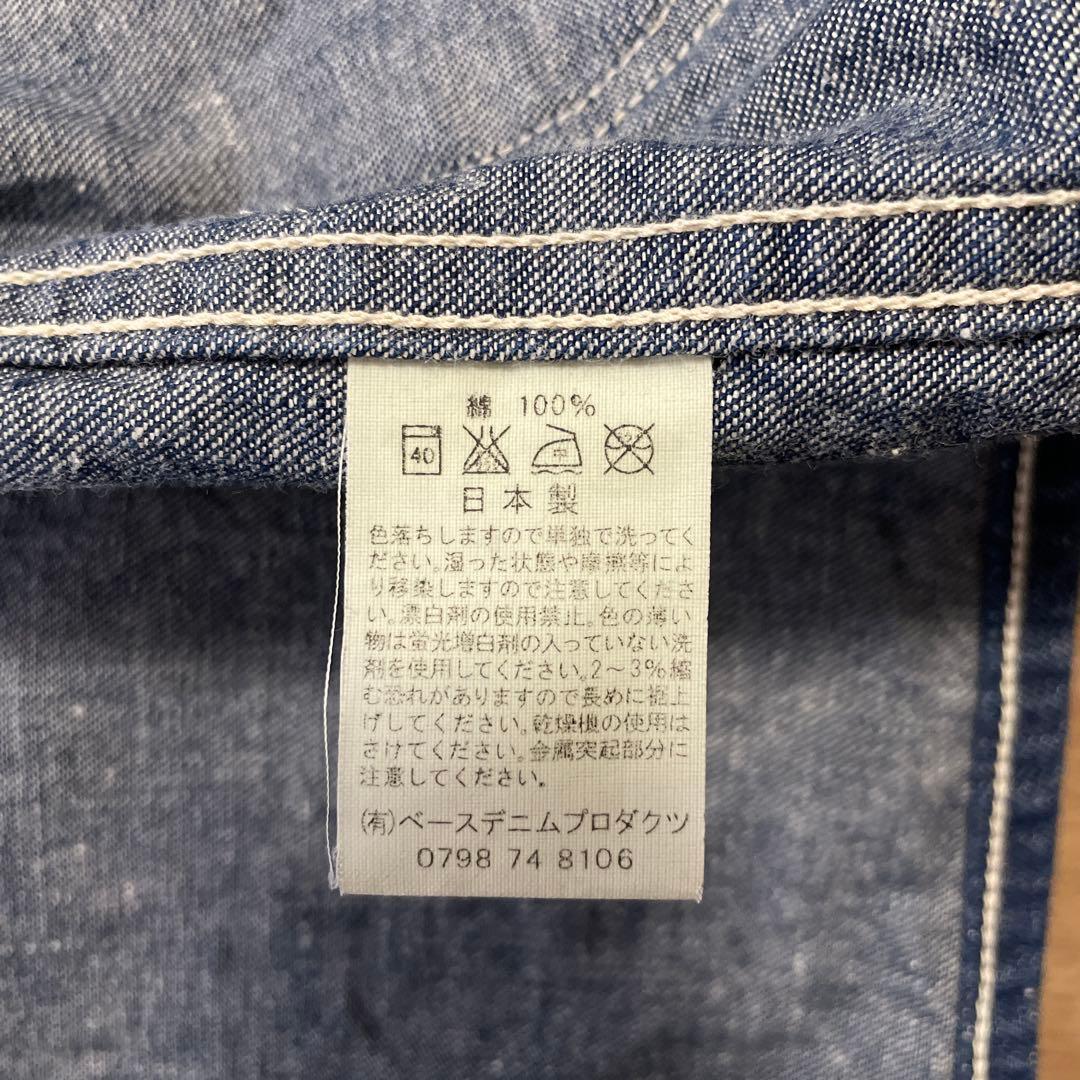 綿 100%
40 中
日本製
色落ちしますので単独で洗ってく
ださい。湿った状態や摩擦等によ
り移染しますので注意してくださ
い。漂白剤の使用禁止。色の薄い
物は蛍光増白剤の入っていない洗
剤を使用してください。2～3%縮
む恐れがありますので長めに裾上
げしてください。乾燥機の使用は
さけてください。金属突起部分に
注意してください。
(有)ベースデニムプロダクツ
0798 74 8106